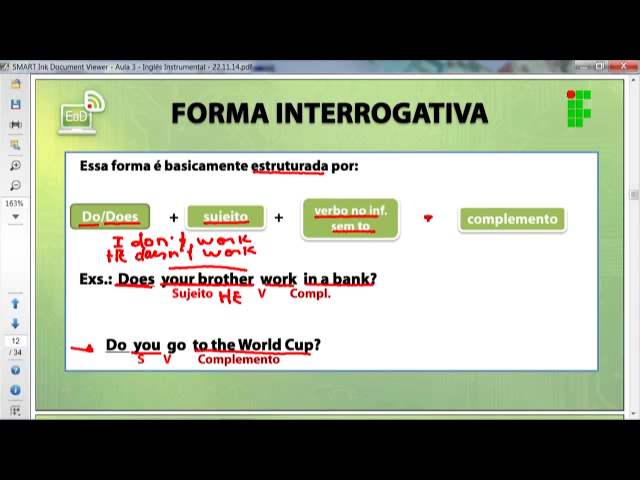 SMART Ink Document Viewer - Aula 3 - Inglês Instrumental - 22.11.14.pdf
EaD
FORMA INTERROGATIVA
Essa forma é basicamente estruturada por:
Do/Does + sujeito + verbo no inf. sem to complemento
I don't work
HE doesn't work
Exs.: Does your brother work in a bank?
Sujeito HE V Compl.
Do you go to the World Cup?
S V Complemento
163%
12
/ 34